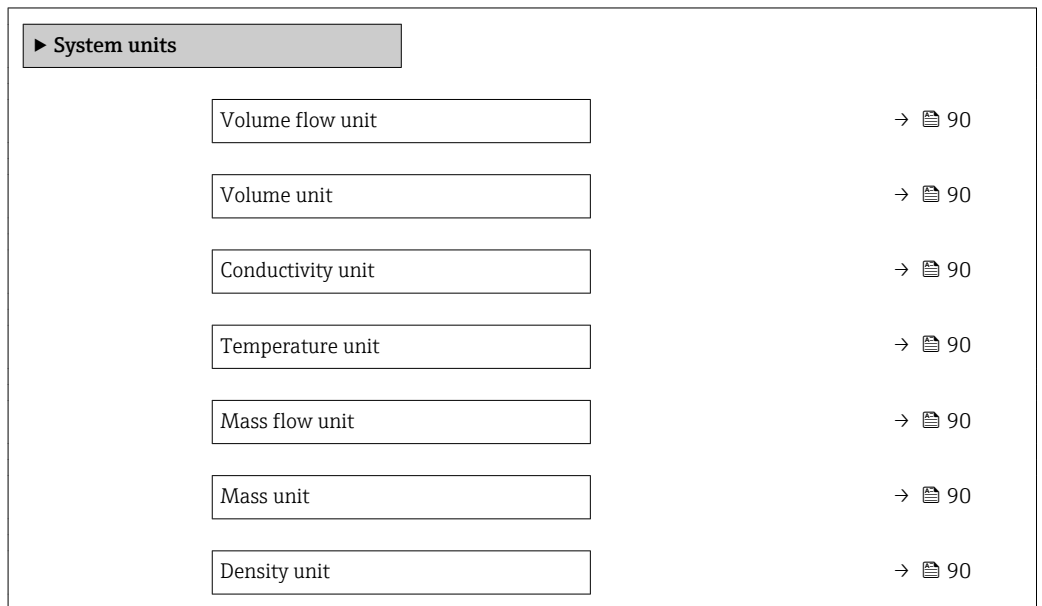 ▶ System units
Volume flow unit → 90
Volume unit → 90
Conductivity unit → 90
Temperature unit → 90
Mass flow unit → 90
Mass unit → 90
Density unit → 90